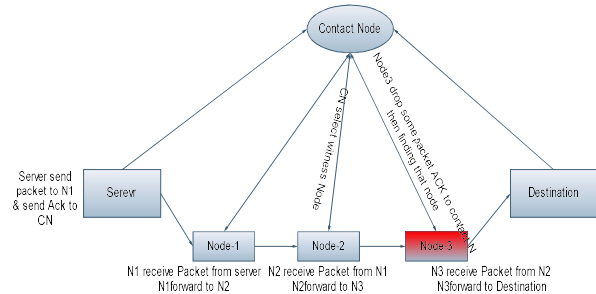 Contact Node
CN select witness Node
Node3 drop some packet ACK to contact N
then finding that node
Server send
packet to N1
& send Ack to
CN
Serevr
Destination
Node-1
Node-2
Node-3
N1 receive Packet from server
N1forward to N2
N2 receive Packet from N1
N2forward to N3
N3 receive Packet from N2
N3forward to Destination